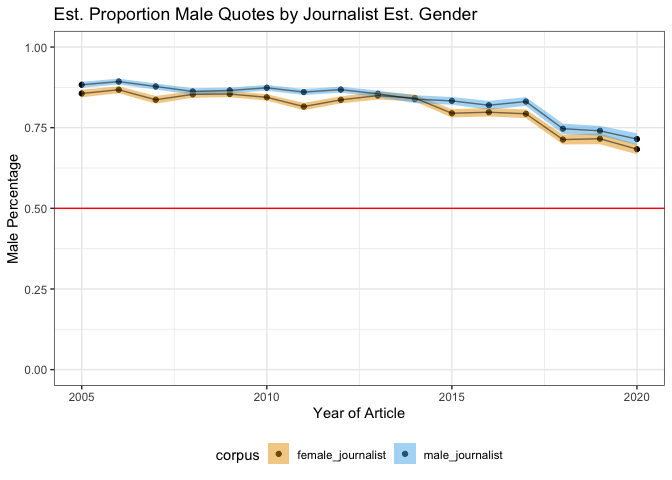 Est. Proportion Male Quotes by Journalist Est. Gender
1.00
0.75
0.50
0.25
0.00
Male Percentage
2005 2010 2015 2020
Year of Article
corpus female_journalist male_journalist